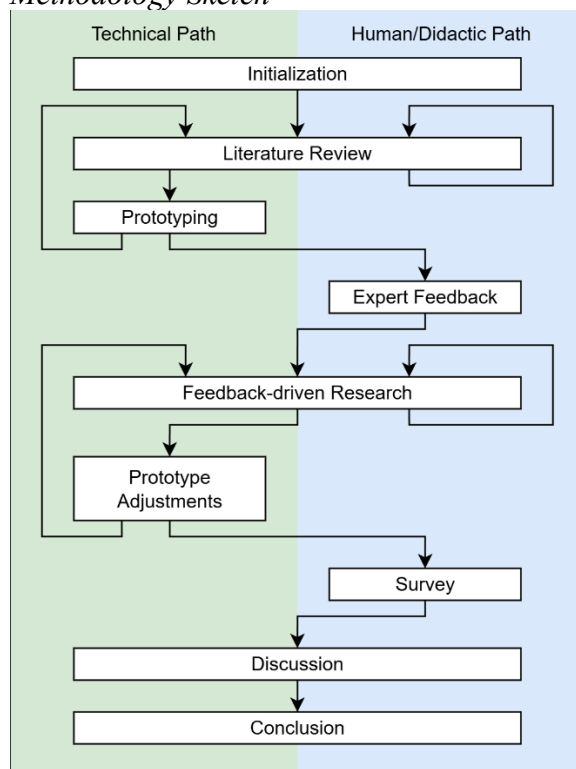 Methodology Sketch
Technical Path
Human/Didactic Path
Initialization
Literature Review
Prototyping
Expert Feedback
Feedback-driven Research
Prototype
Adjustments
Survey
Discussion
Conclusion